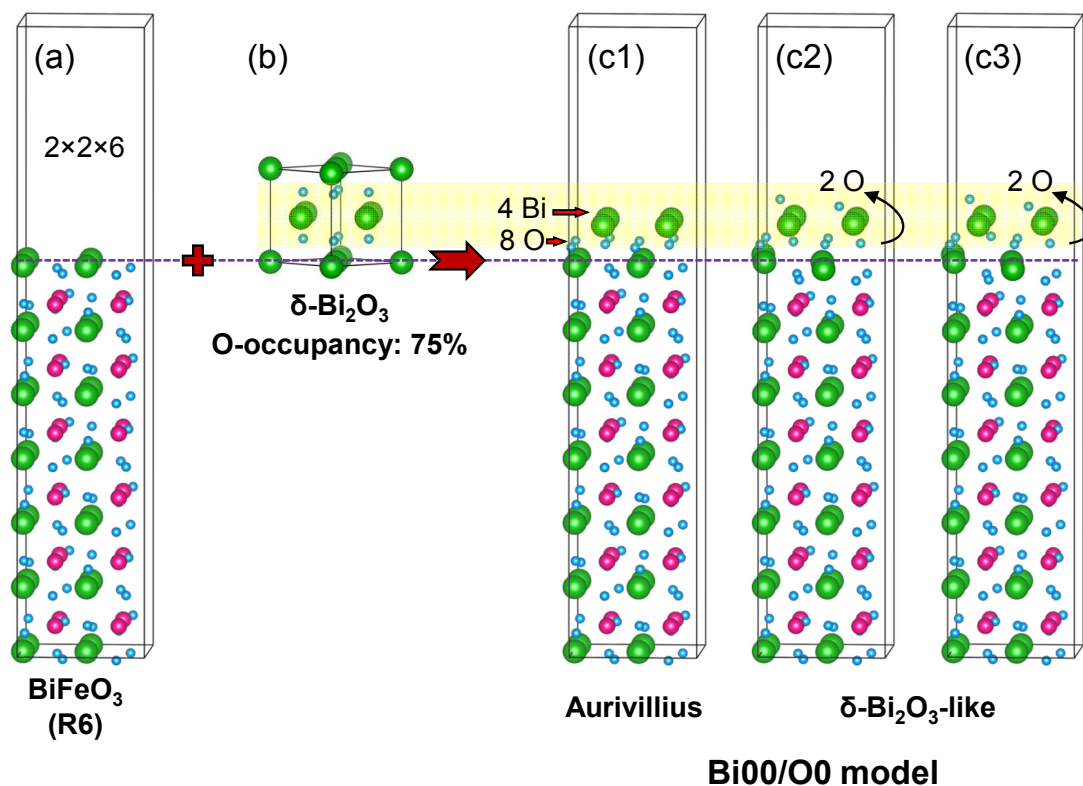 (a)
(b)
(c1)
(c2)
(c3)
2×2×6
2 O
2 O
4 Bi
8 O
δ-Bi₂O₃
O-occupancy: 75%
BiFeO₃
(R6)
Aurivillius
δ-Bi₂O₃-like
Bi00/O0 model